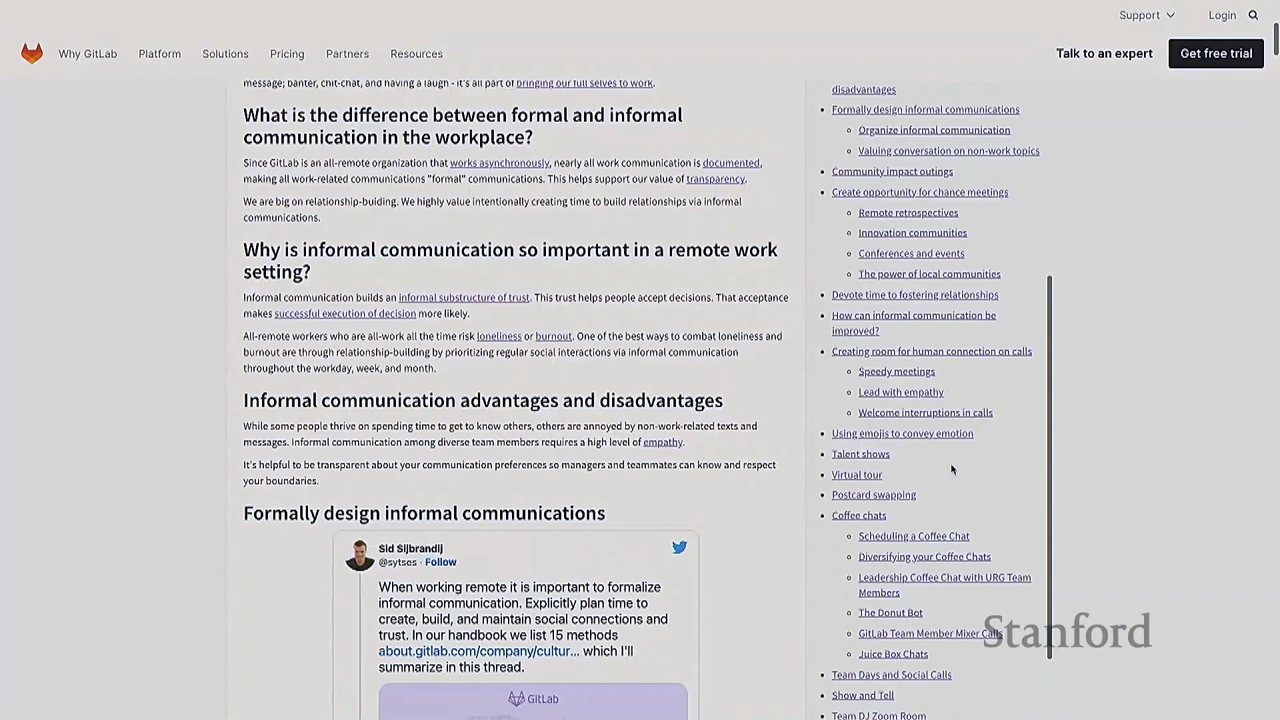 Support
Login
Why GitLab
Platform
Solutions
Pricing
Partners
Resources
Talk to an expert
Get free trial
message; banter, chit-chat, and having a laugh - it's all part of bringing our full selves to work.
What is the difference between formal and informal
communication in the workplace?
Since GitLab is an all-remote organization that works asynchronously, nearly all work communication is documented,
making all work-related communications "formal" communications. This helps support our value of transparency.
We are big on relationship-buiding. We highly value intentionally creating time to build relationships via informal
communications.
Why is informal communication so important in a remote work
setting?
Informal communication builds an informal substructure of trust. This trust helps people accept decisions. That acceptance
makes successful execution of decision more likely.
All-remote workers who are all-work all the time risk loneliness or burnout. One of the best ways to combat loneliness and
burnout are through relationship-building by prioritizing regular social interactions via informal communication
throughout the workday, week, and month.
Informal communication advantages and disadvantages
While some people thrive on spending time to get to know others, others are annoyed by non-work-related texts and
messages. Informal communication among diverse team members requires a high level of empathy.
It's helpful to be transparent about your communication preferences so managers and teammates can know and respect
your boundaries.
Formally design informal communications
Sid Sijbrandij
@sytses · Follow
When working remote it is important to formalize
informal communication. Explicitly plan time to
create, build, and maintain social connections and
trust. In our handbook we list 15 methods
about.gitlab.com/company/cultur... which I'll
summarize in this thread.
GitLab
disadvantages
Formally design informal communications
Organize informal communication
Valuing conversation on non-work topics
Community impact outings
Create opportunity for chance meetings
Remote retrospectives
Innovation communities
Conferences and events
The power of local communities
Devote time to fostering relationships
How can informal communication be
improved?
Creating room for human connection on calls
Speedy meetings
Lead with empathy
Welcome interruptions in calls
Using emojis to convey emotion
Talent shows
Virtual tour
Postcard swapping
Coffee chats
Scheduling a Coffee Chat
Diversifying your Coffee Chats
Leadership Coffee Chat with URG Team
Members
The Donut Bot
GitLab Team Member Mixer Calls
Juice Box Chats
Team Days and Social Calls
Show and Tell
Team DJ Zoom Room
Stanford